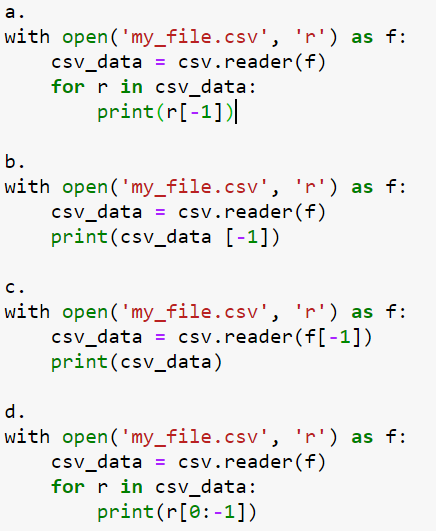 a.
with open('my_file.csv', 'r') as f:
    csv_data = csv.reader(f)
    for r in csv_data:
        print(r[-1])
b.
with open('my_file.csv', 'r') as f:
    csv_data = csv.reader(f)
    print(csv_data [-1])
c.
with open('my_file.csv', 'r') as f:
    csv_data = csv.reader(f[-1])
    print(csv_data)
d.
with open('my_file.csv', 'r') as f:
    csv_data = csv.reader(f)
    for r in csv_data:
        print(r[0:-1])